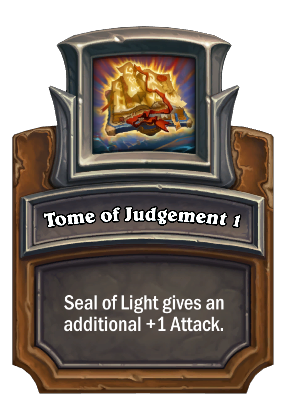 Tome of Judgement 1
Seal of Light gives an
additional +1 Attack.